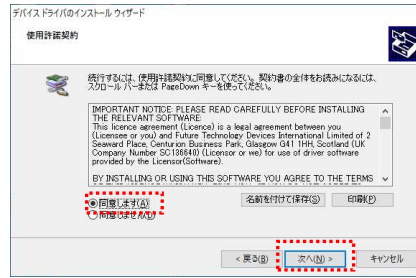 デバイス ドライバのインストール ウィザード
使用許諾契約
続行するには、使用許諾契約に同意してください。契約書の全体をお読みになるには、
スクロール バーまたは PageDown キーを使ってください。
IMPORTANT NOTICE: PLEASE READ CAREFULLY BEFORE INSTALLING
THE RELEVANT SOFTWARE:
This licence agreement (Licence) is a legal agreement between you
(Licensee or you) and Future Technology Devices International Limited of 2
Seaward Place, Centurion Business Park, Glasgow G41 1HH, Scotland (UK
Company Number SC136640) (Licensor or we) for use of driver software
provided by the Licensor(Software).
BY INSTALLING OR USING THIS SOFTWARE YOU AGREE TO THE TERMS
同意します(A)
同意しません(D)
名前を付けて保存(S)
印刷(P)
< 戻る(B)
次へ(N) >
キャンセル